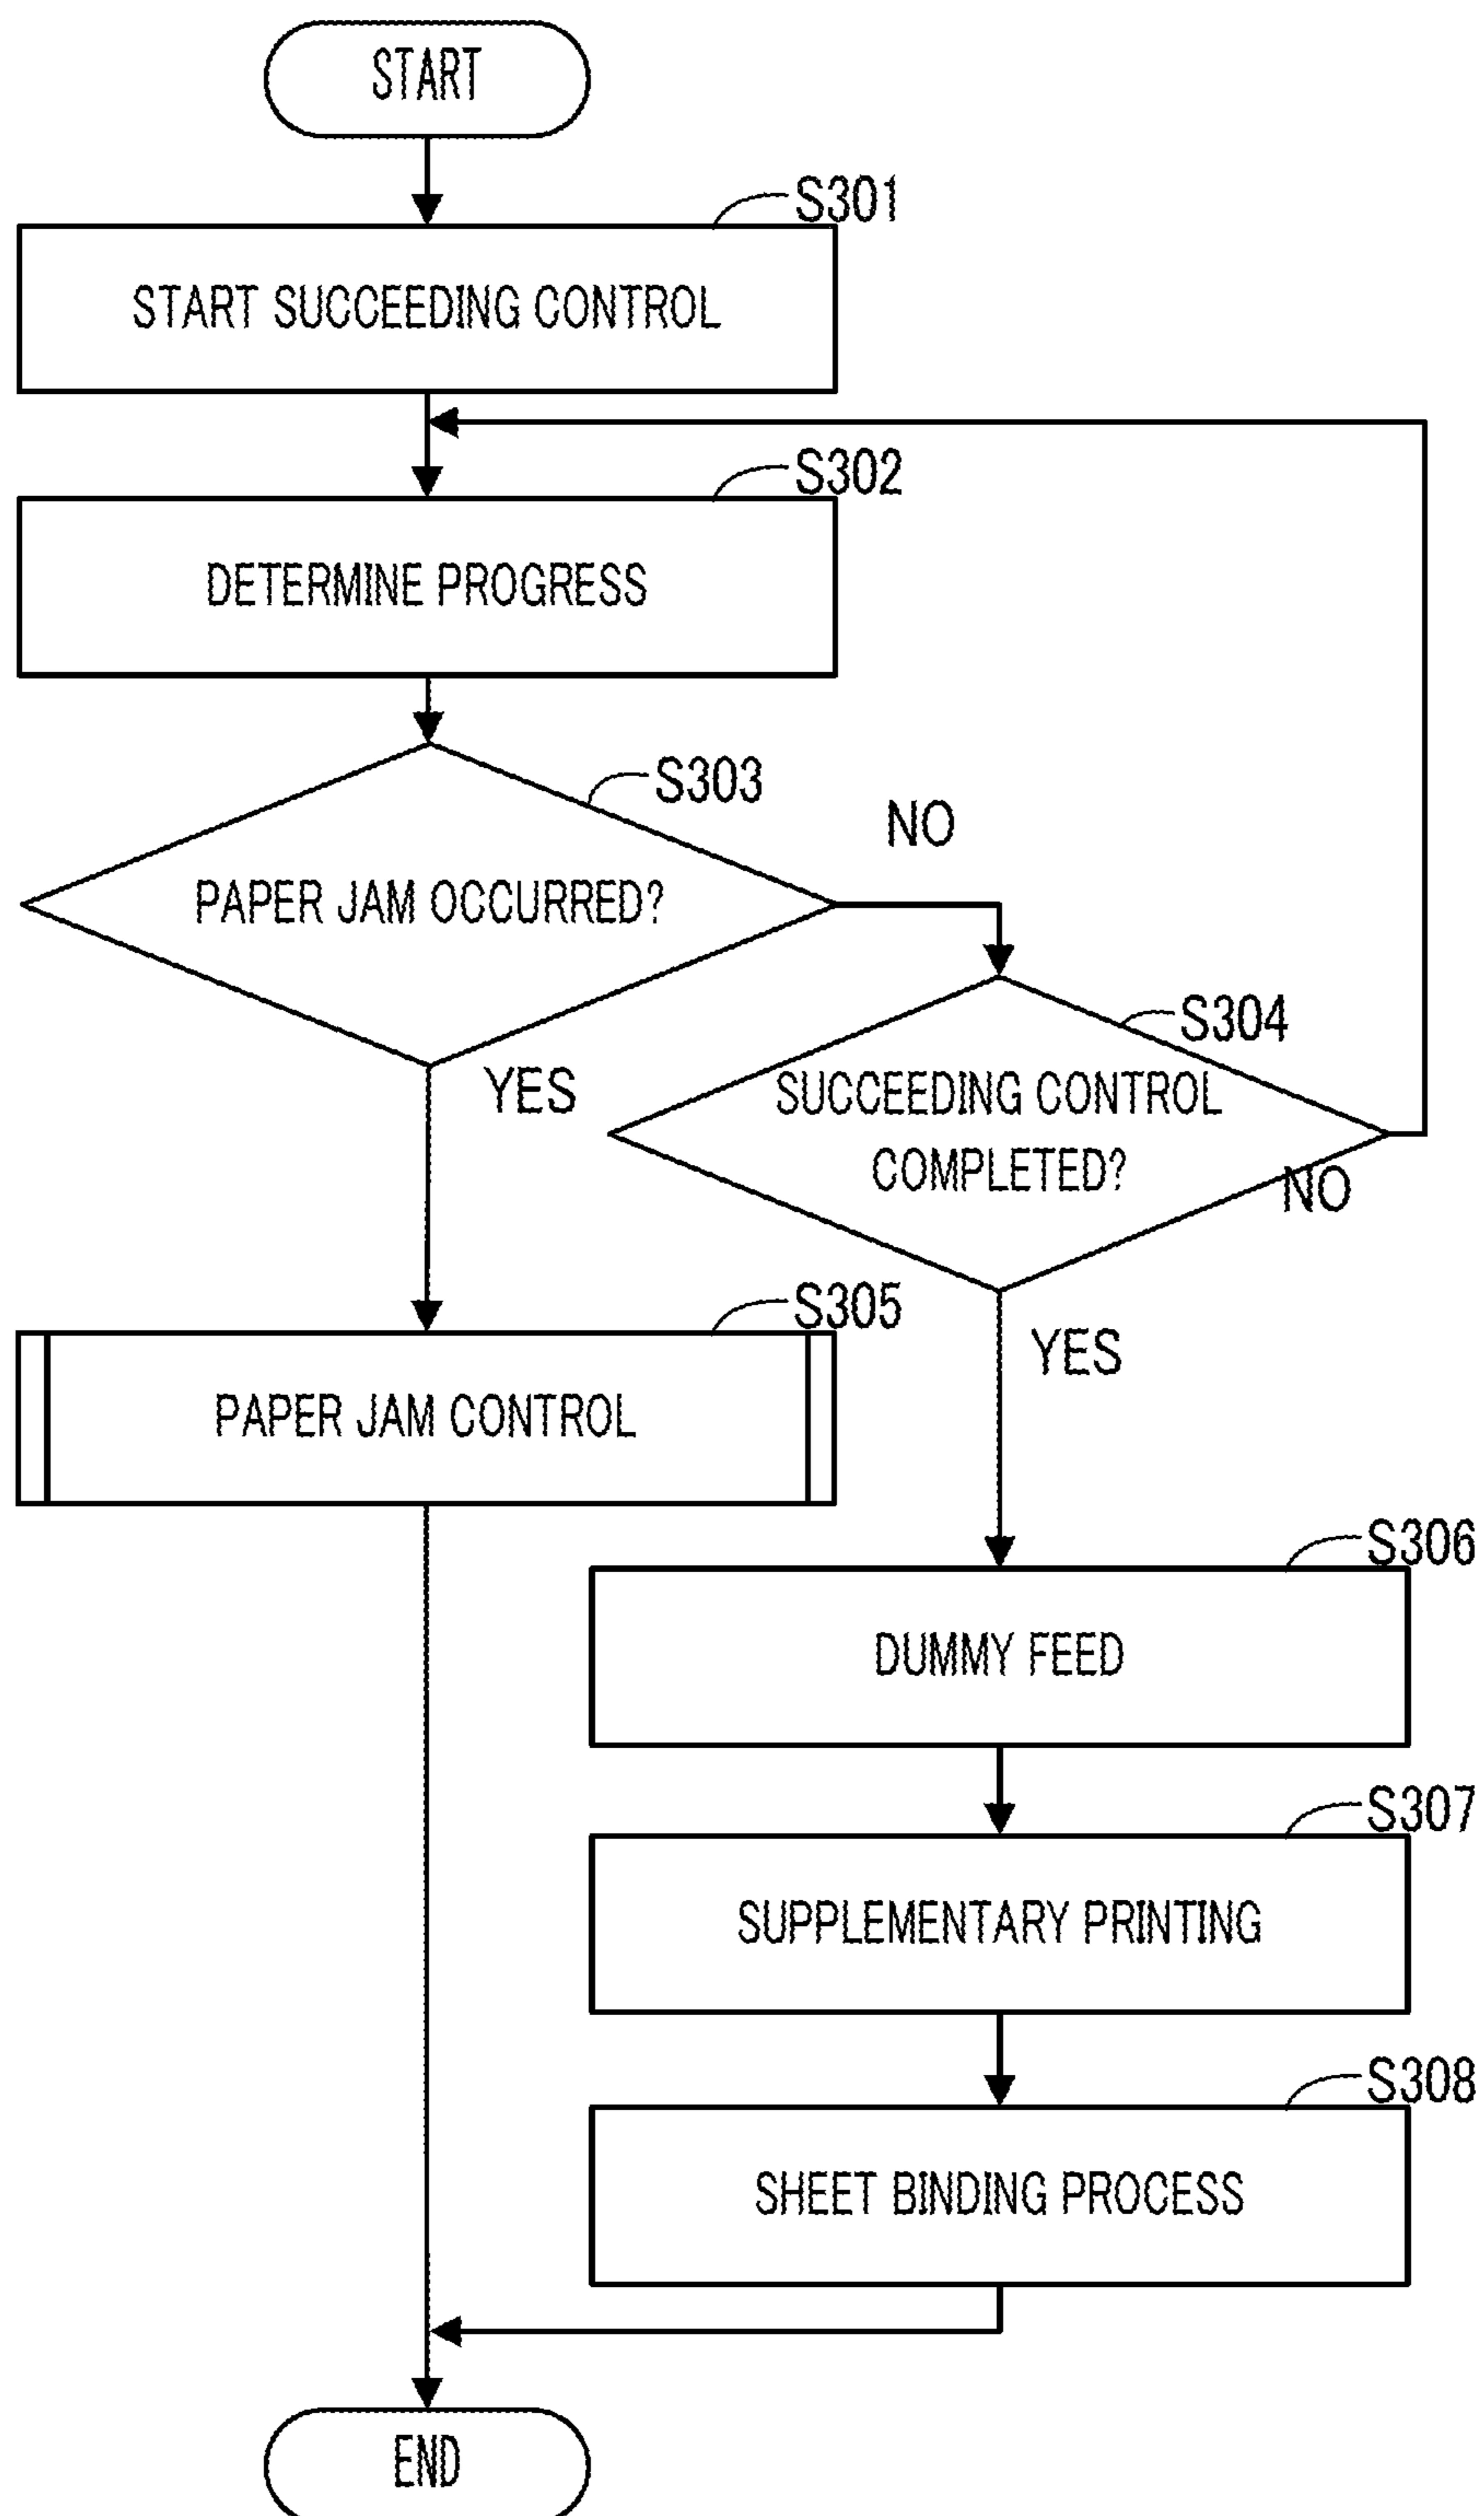 START
S301
START SUCCEEDING CONTROL
S302
DETERMINE PROGRESS
S303
NO
PAPER JAM OCCURRED?
S304
YES
SUCCEEDING CONTROL
COMPLETED?
NO
S305
YES
PAPER JAM CONTROL
S306
DUMMY FEED
S307
SUPPLEMENTARY PRINTING
S308
SHEET BINDING PROCESS
END